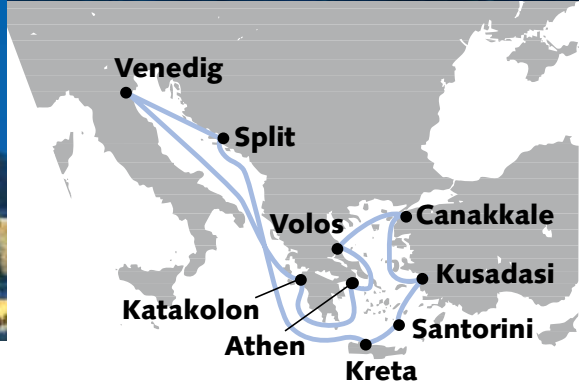 Venedig
Split
Volos
Canakkale
Kusadasi
Katakolon
Athen
Santorini
Kreta